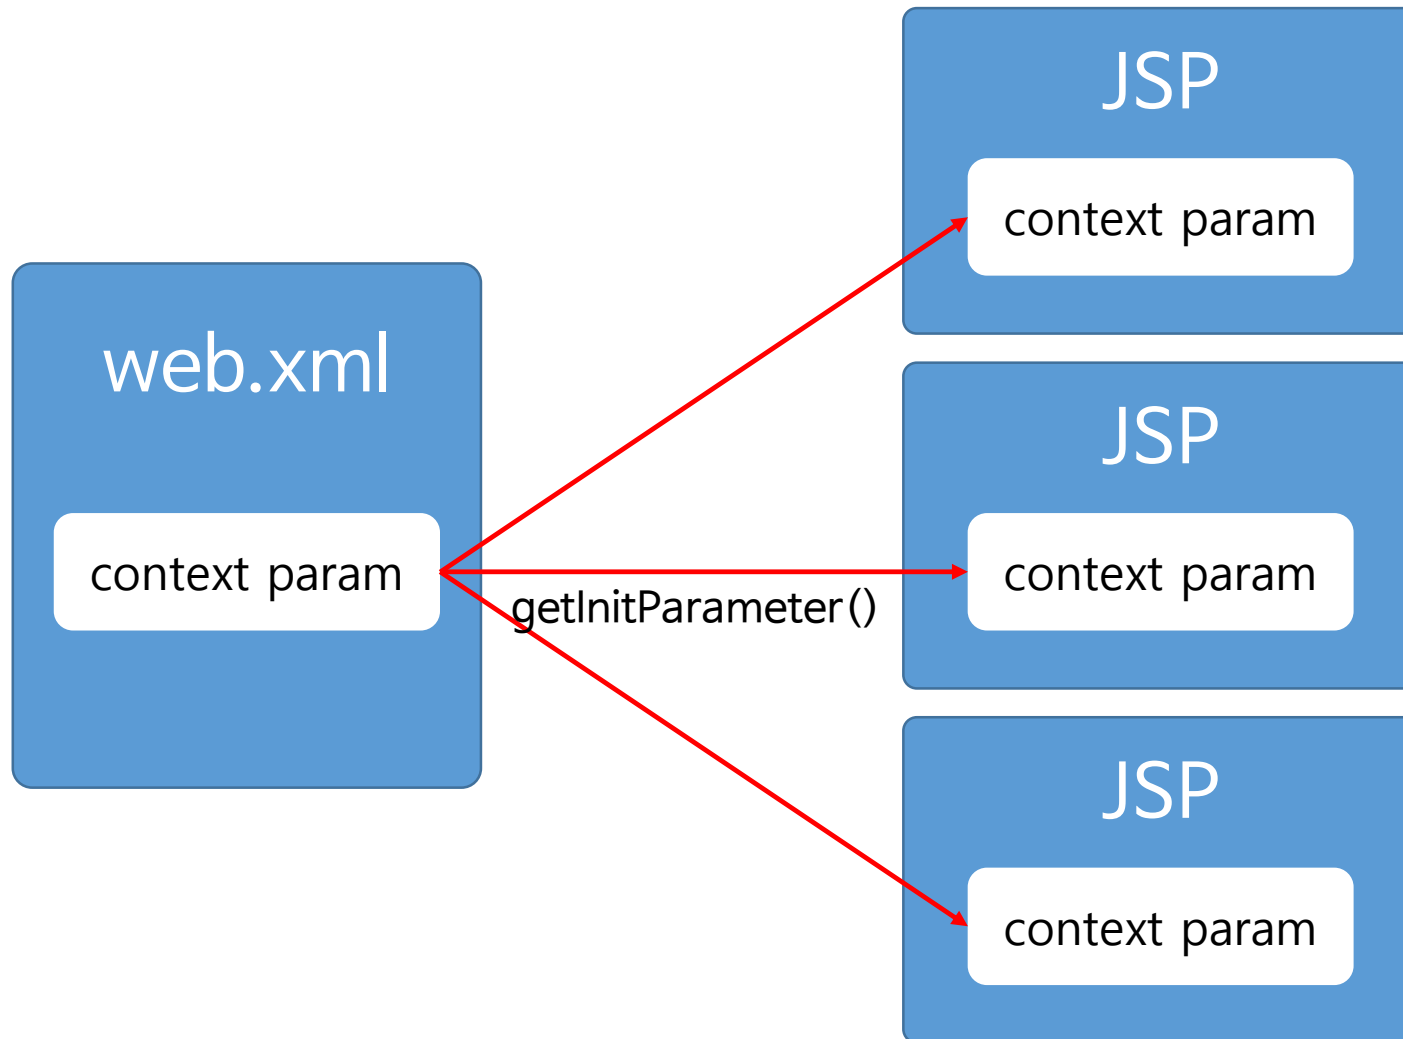 web.xml
context param
getInitParameter()
JSP
context param
JSP
context param
JSP
context param